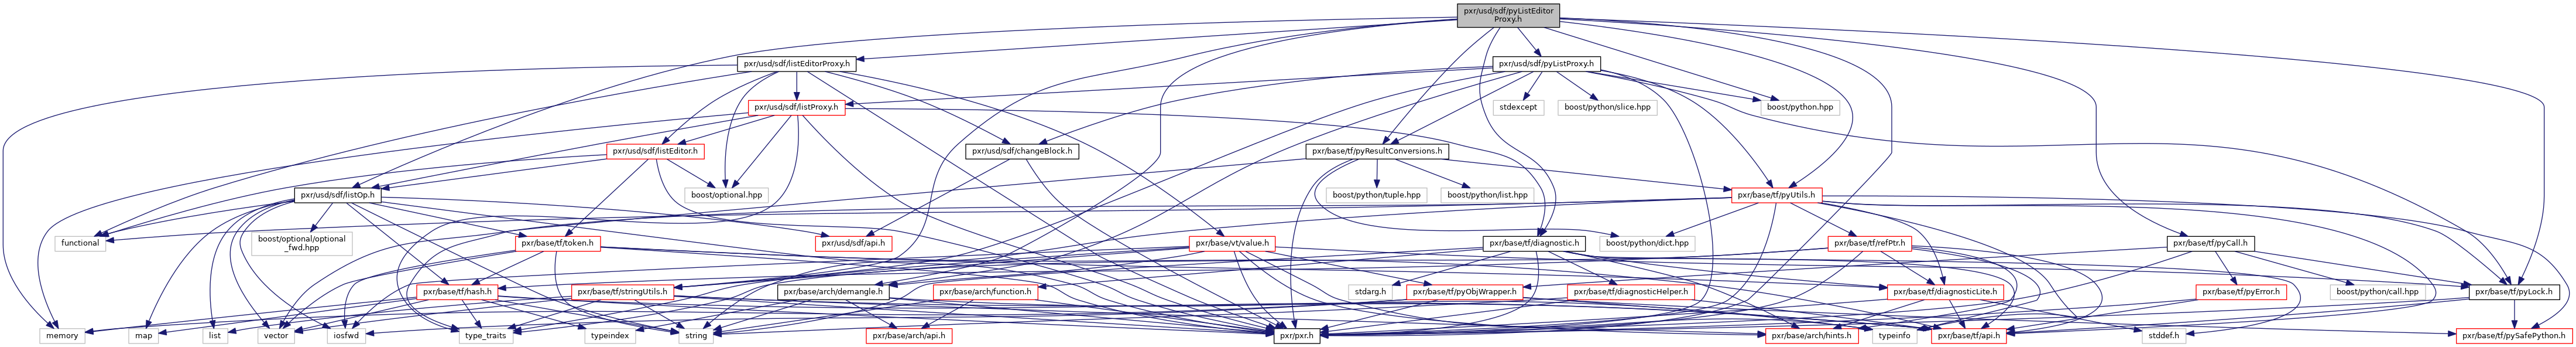 pxr/usd/sdf/pyListEditor
Proxy.h
pxr/usd/sdf/listEditorProxy.h
pxr/usd/sdf/pyListProxy.h
pxr/usd/sdf/listProxy.h
stdexcept
boost/python/slice.hpp
boost/python.hpp
pxr/usd/sdf/listEditor.h
pxr/usd/sdf/changeBlock.h
pxr/base/tf/pyResultConversions.h
pxr/usd/sdf/listOp.h
boost/optional.hpp
boost/python/tuple.hpp
boost/python/list.hpp
pxr/base/tf/pyUtils.h
functional
boost/optional/optional
_fwd.hpp
pxr/base/tf/token.h
pxr/usd/sdf/api.h
pxr/base/vt/value.h
pxr/base/tf/diagnostic.h
boost/python/dict.hpp
pxr/base/tf/refPtr.h
pxr/base/tf/pyCall.h
pxr/base/tf/hash.h
pxr/base/tf/stringUtils.h
pxr/base/arch/demangle.h
pxr/base/arch/function.h
stdarg.h
pxr/base/tf/pyObjWrapper.h
pxr/base/tf/diagnosticHelper.h
pxr/base/tf/diagnosticLite.h
pxr/base/tf/pyError.h
boost/python/call.hpp
pxr/base/tf/pyLock.h
memory
map
list
vector
iosfwd
type_traits
typeindex
string
pxr/base/arch/api.h
pxr/pxr.h
pxr/base/arch/hints.h
typeinfo
pxr/base/tf/api.h
stddef.h
pxr/base/tf/pySafePython.h